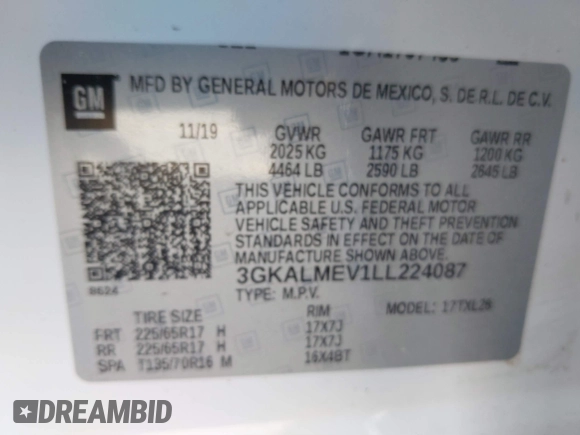 GM
MFD BY GENERAL MOTORS DE MEXICO, S. DE R.L. DE C.V.
11/19 GVWR GAWR FRT GAWR RR
2025 KG 1175 KG 1200 KG
4464 LB 2590 LB 2645 LB
THIS VEHICLE CONFORMS TO ALL
APPLICABLE U.S. FEDERAL MOTOR
VEHICLE SAFETY AND THEFT PREVENTION
STANDARDS IN EFFECT ON THE DATE OF
MANUFACTURE SHOWN ABOVE.
3GKALMEV1LL224087
8624
TYPE: M.P.V. MODEL: 17TXL26
TIRE SIZE RIM
FRT 225/65R17 H 17X7J
RR 225/65R17 H 17X7J
SPA T135/70R16 M 16X4BT
DREAMBID